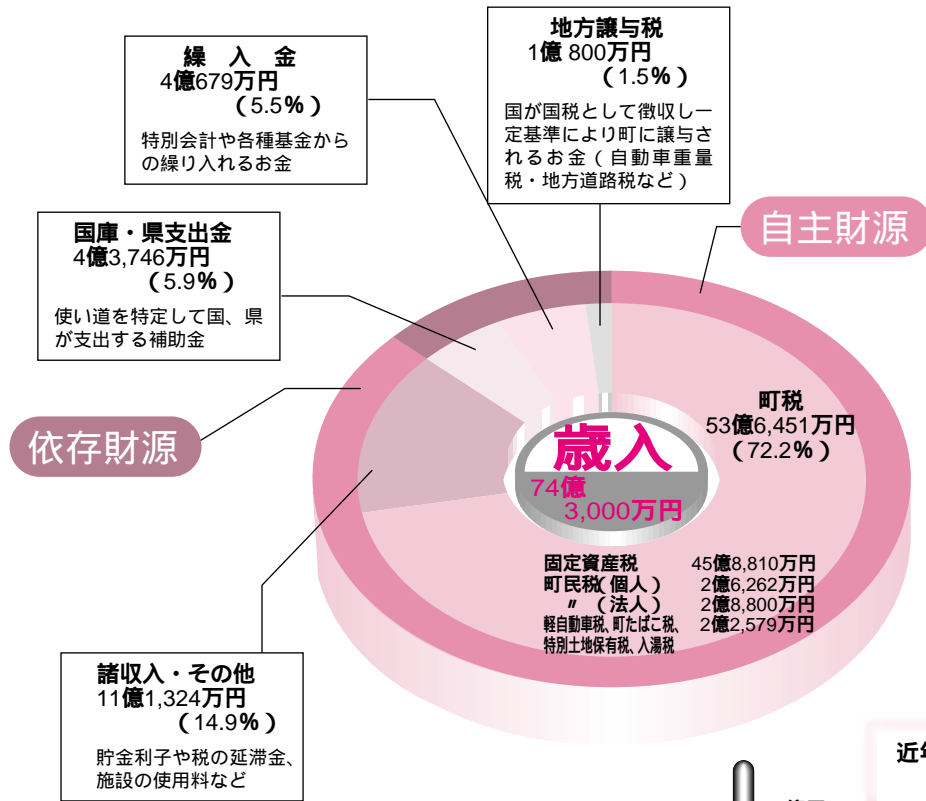 地方譲与税
1億 800万円
(1.5%)
国が国税として徴収し一
定基準により町に譲与さ
れるお金(自動車重量
税・地方道路税など)
繰入金
4億679万円
(5.5%)
特別会計や各種基金から
の繰り入れるお金
国庫・県支出金
4億3,746万円
(5.9%)
使い道を特定して国、県
が支出する補助金
自主財源
依存財源
町税
53億6,451万円
(72.2%)
歳入
74億
3,000万円
固定資産税 45億8,810万円
町民税(個人) 2億6,262万円
〃 (法人) 2億8,800万円
軽自動車税、町たばこ税、 2億2,579万円
特別土地保有税、入湯税
諸収入・その他
11億1,324万円
(14.9%)
貯金利子や税の延滞金、
施設の使用料など
近年